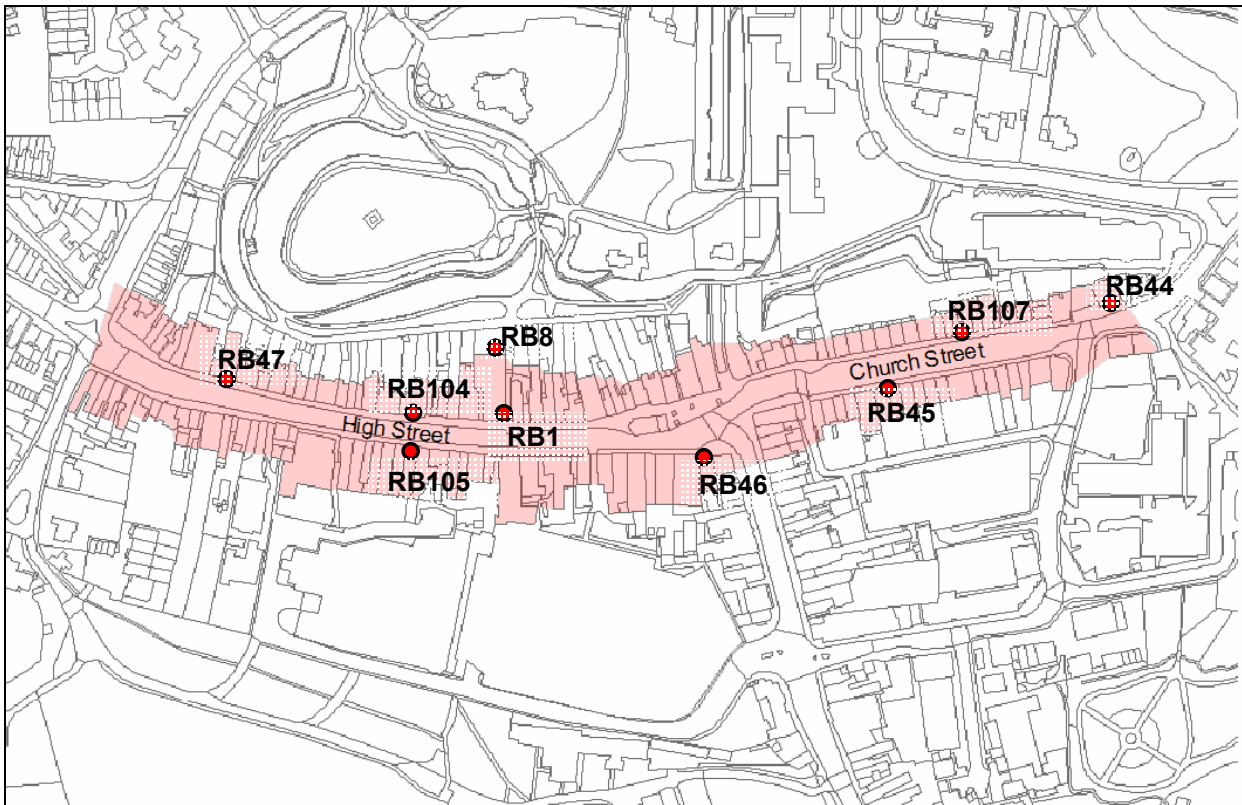 RB44
RB107
RB8
Church Street
RB47
RB104
RB45
High Street
RB1
RB105
RB46